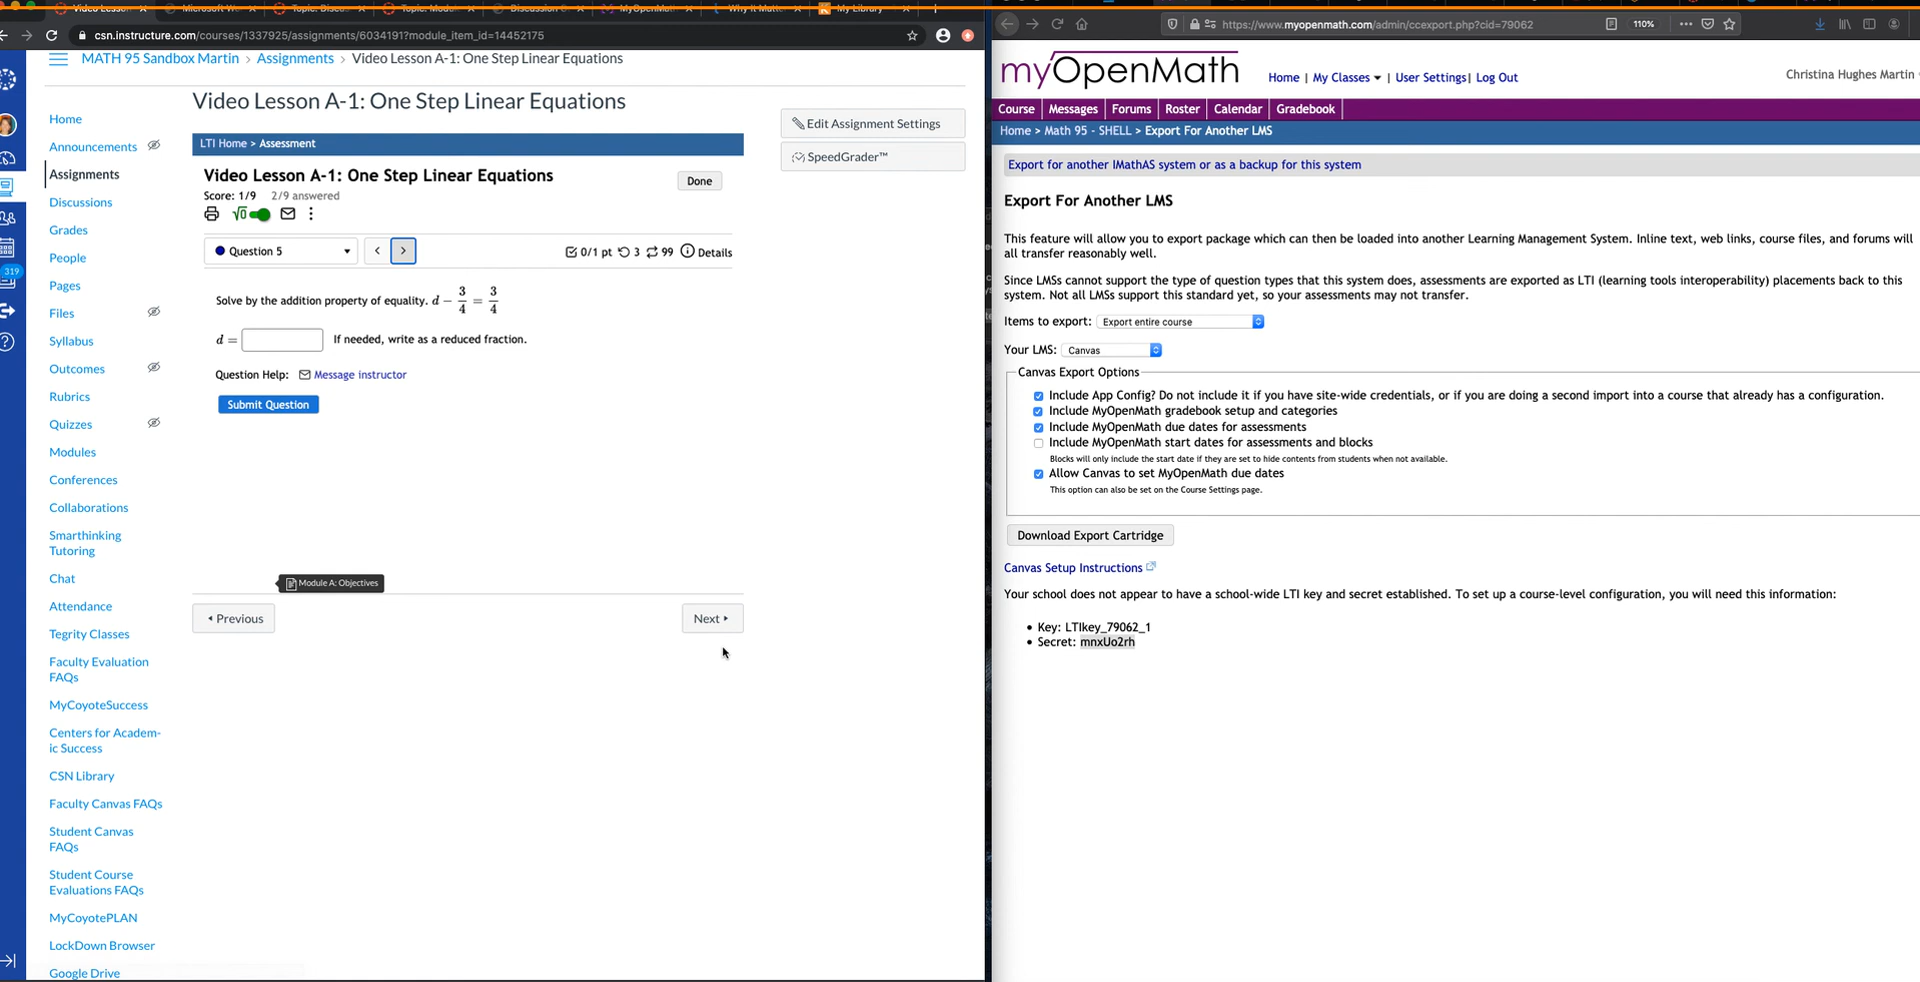 csn.instructure.com/courses/1337925/assignments/6034191?module_item_id=14452175
MATH 95 Sandbox Martin > Assignments > Video Lesson A-1: One Step Linear Equations
Home
Announcements
Assignments
Discussions
Grades
People
Pages
Files
Syllabus
Outcomes
Rubrics
Quizzes
Modules
Conferences
Collaborations
Smarthinking
Tutoring
Chat
Attendance
Tegrity Classes
Faculty Evaluation
FAQs
MyCoyoteSuccess
Centers for Academ-
ic Success
CSN Library
Faculty Canvas FAQs
Student Canvas
FAQs
Student Course
Evaluations FAQs
MyCoyotePLAN
LockDown Browser
Google Drive
319
Video Lesson A-1: One Step Linear Equations
Edit Assignment Settings
SpeedGrader™
LTI Home > Assessment
Video Lesson A-1: One Step Linear Equations
Done
Score: 1/9 2/9 answered
Question 5
0/1 pt 3 99 Details
Solve by the addition property of equality. d − 3/4 = 3/4
d = If needed, write as a reduced fraction.
Question Help: Message instructor
Submit Question
Module A: Objectives
Previous
Next
https://www.myopenmath.com/admin/ccexport.php?cid=79062
110%
myOpenMath
Home | My Classes | User Settings | Log Out
Christina Hughes Martin
Course Messages Forums Roster Calendar Gradebook
Home > Math 95 - SHELL > Export For Another LMS
Export for another IMathAS system or as a backup for this system
Export For Another LMS
This feature will allow you to export package which can then be loaded into another Learning Management System. Inline text, web links, course files, and forums will
all transfer reasonably well.
Since LMSs cannot support the type of question types that this system does, assessments are exported as LTI (learning tools interoperability) placements back to this
system. Not all LMSs support this standard yet, so your assessments may not transfer.
Items to export: Export entire course
Your LMS: Canvas
Canvas Export Options
Include App Config? Do not include it if you have site-wide credentials, or if you are doing a second import into a course that already has a configuration.
Include MyOpenMath gradebook setup and categories
Include MyOpenMath due dates for assessments
Include MyOpenMath start dates for assessments and blocks
Blocks will only include the start date if they are set to hide contents from students when not available.
Allow Canvas to set MyOpenMath due dates
This option can also be set on the Course Settings page.
Download Export Cartridge
Canvas Setup Instructions
Your school does not appear to have a school-wide LTI key and secret established. To set up a course-level configuration, you will need this information:
• Key: LTIkey_79062_1
• Secret: mnxUo2rh